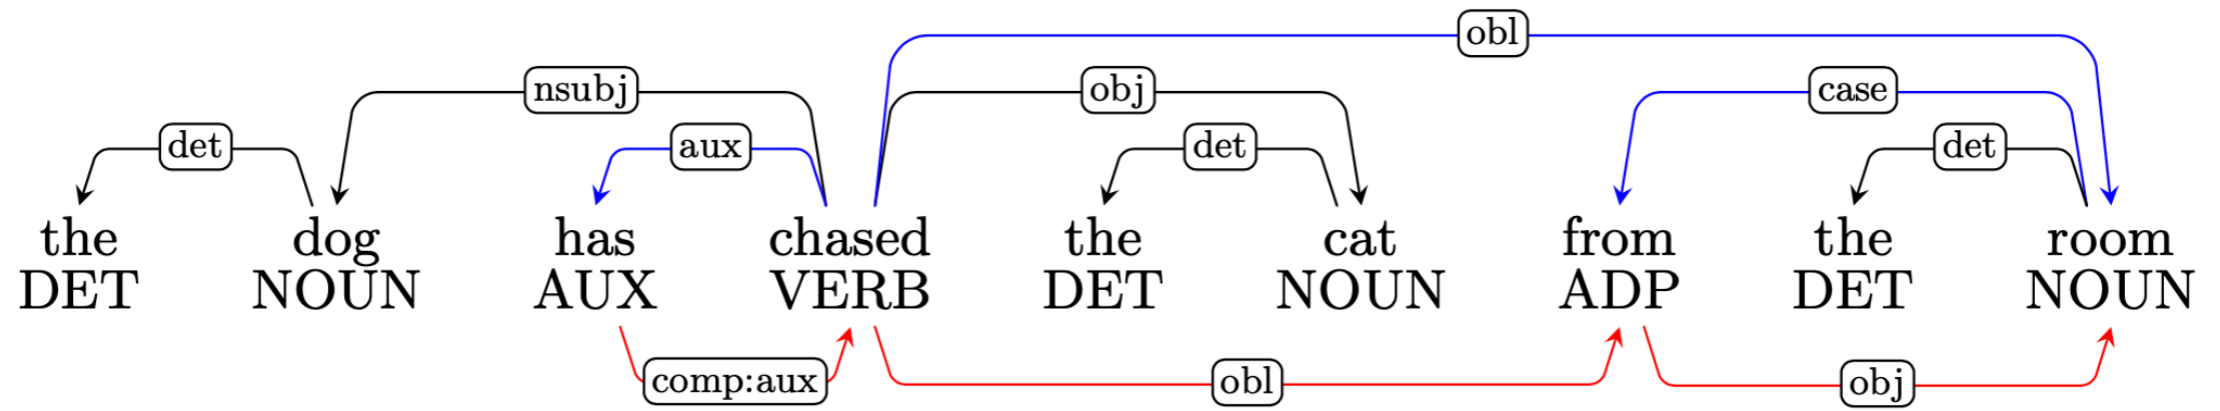 obl
nsubj obj case
det aux det det
the dog has chased the cat from the room
DET NOUN AUX VERB DET NOUN ADP DET NOUN
comp:aux obl obj